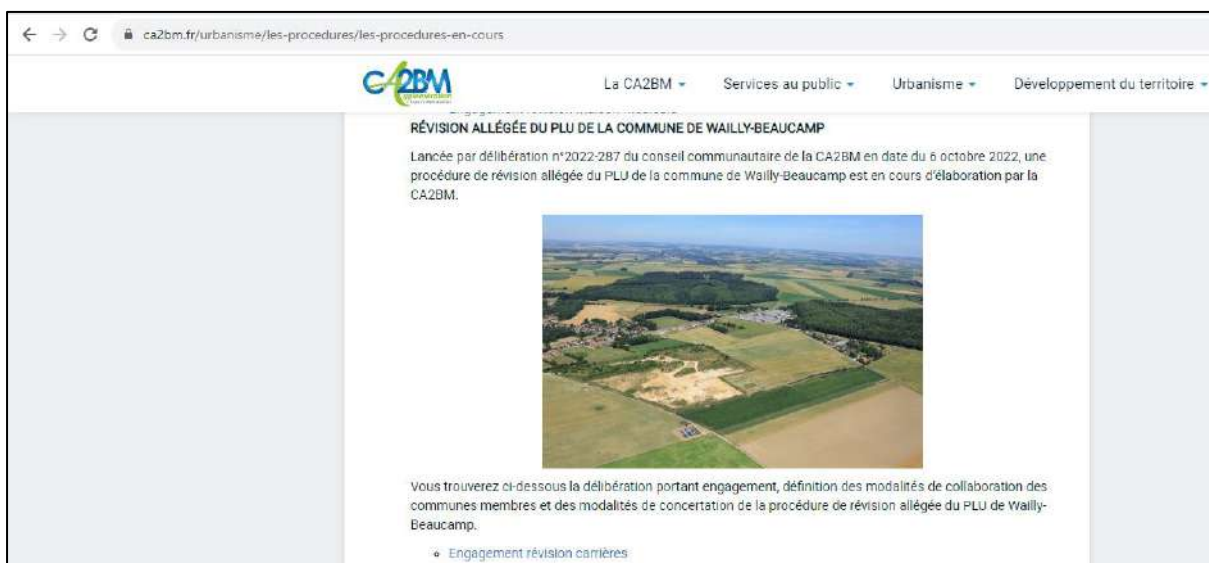 ca2bm.fr/urbanisme/les-procedures/les-procedures-en-cours
CA2BM
La CA2BM
Services au public
Urbanisme
Développement du territoire
RÉVISION ALLÉGÉE DU PLU DE LA COMMUNE DE WAILLY-BEAUCAMP
Lancée par délibération n°2022-287 du conseil communautaire de la CA2BM en date du 6 octobre 2022, une
procédure de révision allégée du PLU de la commune de Wailly-Beaucamp est en cours d'élaboration par la
CA2BM.
Vous trouverez ci-dessous la délibération portant engagement, définition des modalités de collaboration des
communes membres et des modalités de concertation de la procédure de révision allégée du PLU de Wailly-
Beaucamp.
Engagement révision carrières